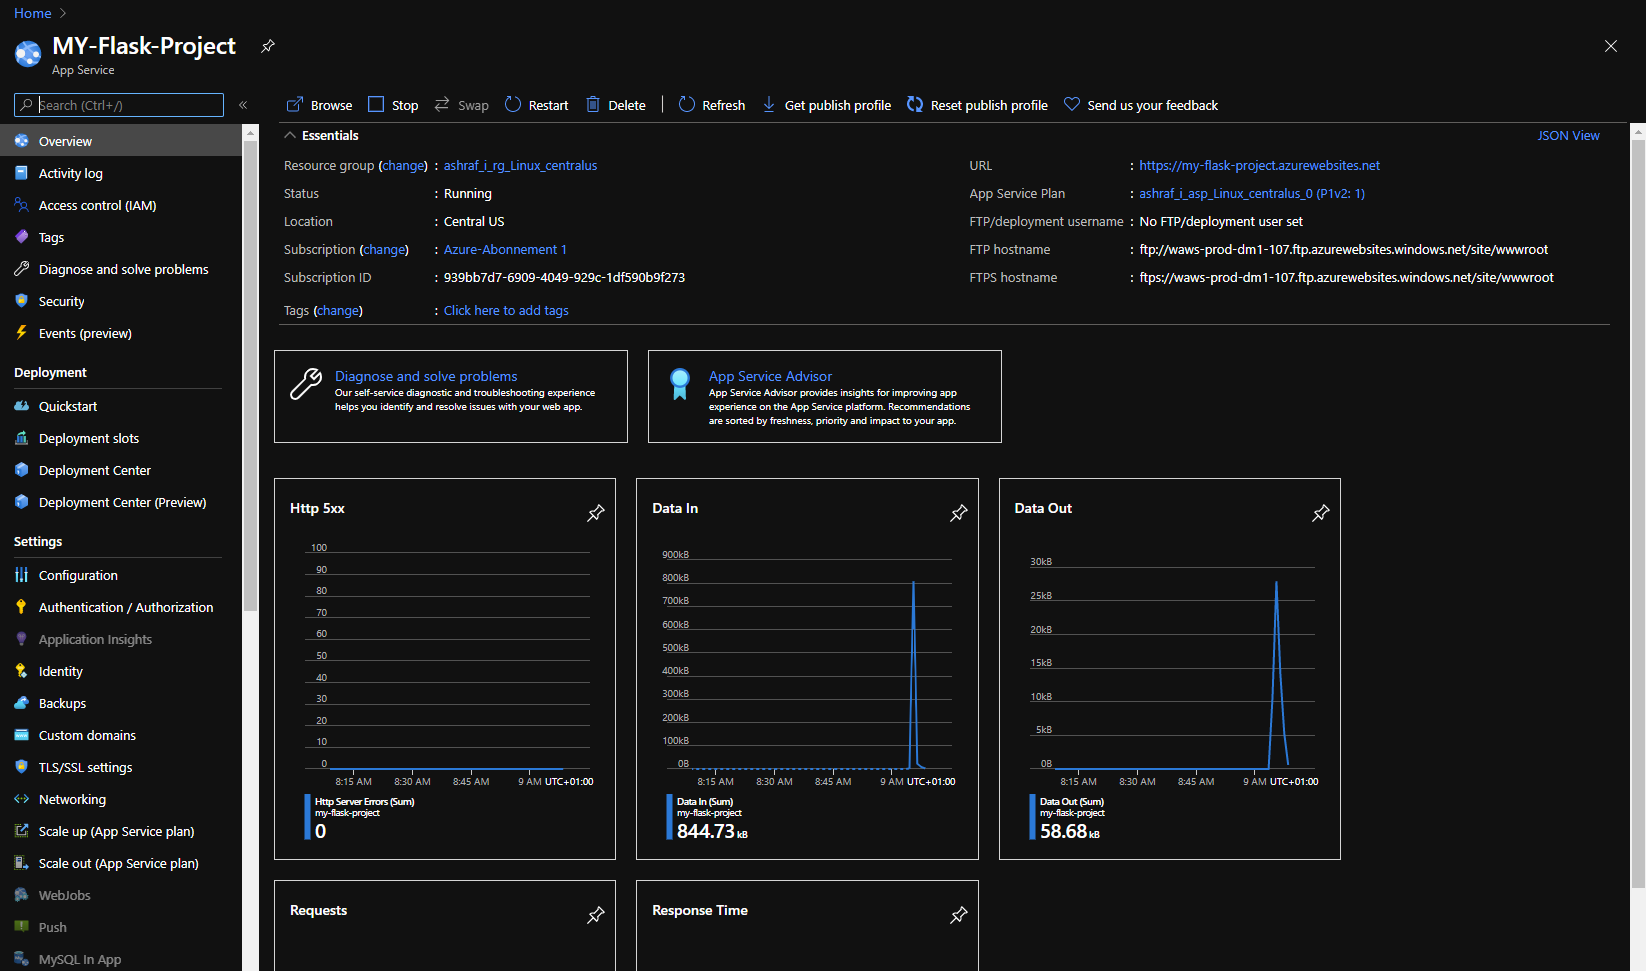 Home
MY-Flask-Project
App Service
Search (Ctrl+/)
«
Overview
Activity log
Access control (IAM)
Tags
Diagnose and solve problems
Security
Events (preview)
Deployment
Quickstart
Deployment slots
Deployment Center
Deployment Center (Preview)
Settings
Configuration
Authentication / Authorization
Application Insights
Identity
Backups
Custom domains
TLS/SSL settings
Networking
Scale up (App Service plan)
Scale out (App Service plan)
WebJobs
Push
MySQL In App
Browse Stop Swap Restart Delete Refresh Get publish profile Reset publish profile Send us your feedback
Essentials
JSON View
Resource group (change) : ashraf_i_rg_Linux_centralus
Status : Running
Location : Central US
Subscription (change) : Azure-Abonnement 1
Subscription ID : 939bb7d7-6909-4049-929c-1df590b9f273
Tags (change) : Click here to add tags
URL : https://my-flask-project.azurewebsites.net
App Service Plan : ashraf_i_asp_Linux_centralus_0 (P1v2: 1)
FTP/deployment username : No FTP/deployment user set
FTP hostname : ftp://waws-prod-dm1-107.ftp.azurewebsites.windows.net/site/wwwroot
FTPS hostname : ftps://waws-prod-dm1-107.ftp.azurewebsites.windows.net/site/wwwroot
Diagnose and solve problems
Our self-service diagnostic and troubleshooting experience
helps you identify and resolve issues with your web app.
App Service Advisor
App Service Advisor provides insights for improving app
experience on the App Service platform. Recommendations
are sorted by freshness, priority and impact to your app.
Http 5xx
100
90
80
70
60
50
40
30
20
10
0
8:15 AM 8:30 AM 8:45 AM 9 AM UTC+01:00
Http Server Errors (Sum)
my-flask-project
0
Data In
900kB
800kB
700kB
600kB
500kB
400kB
300kB
200kB
100kB
0B
8:15 AM 8:30 AM 8:45 AM 9 AM UTC+01:00
Data In (Sum)
my-flask-project
844.73 kB
Data Out
30kB
25kB
20kB
15kB
10kB
5kB
0B
8:15 AM 8:30 AM 8:45 AM 9 AM UTC+01:00
Data Out (Sum)
my-flask-project
58.68 kB
Requests
Response Time